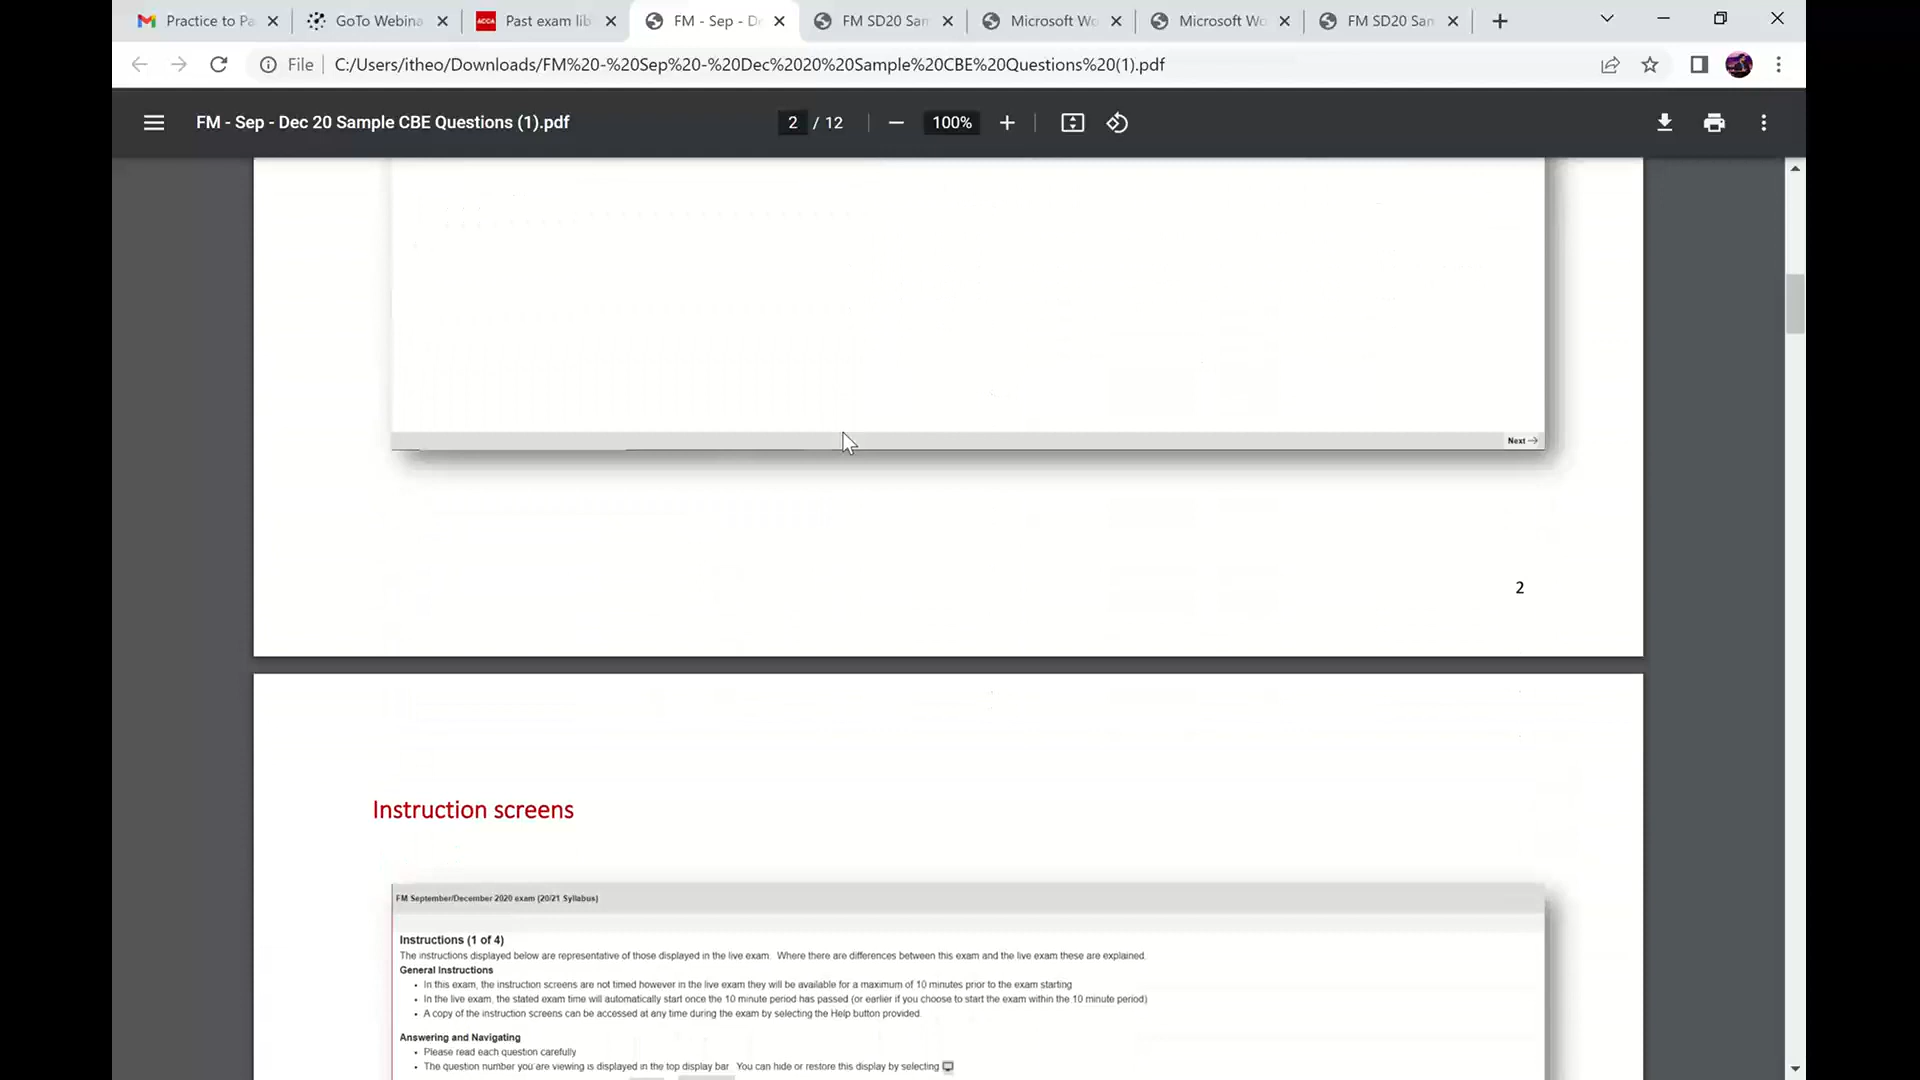 Practice to Pa
GoTo Webina
ACCA Past exam lib
FM - Sep - De
FM SD20 Sam
Microsoft Wo
Microsoft Wo
FM SD20 Sam
File
C:/Users/itheo/Downloads/FM%20-%20Sep%20-%20Dec%2020%20Sample%20CBE%20Questions%20(1).pdf
FM - Sep - Dec 20 Sample CBE Questions (1).pdf
2 / 12
100%
Next
2
Instruction screens
FM September/December 2020 exam (20/21 Syllabus)
Instructions (1 of 4)
The instructions displayed below are representative of those displayed in the live exam. Where there are differences between this exam and the live exam these are explained.
General Instructions
• In this exam, the instruction screens are not timed however in the live exam they will be available for a maximum of 10 minutes prior to the exam starting
• In the live exam, the stated exam time will automatically start once the 10 minute period has passed (or earlier if you choose to start the exam within the 10 minute period)
• A copy of the instruction screens can be accessed at any time during the exam by selecting the Help button provided.
Answering and Navigating
• Please read each question carefully
• The question number you are viewing is displayed in the top display bar. You can hide or restore this display by selecting